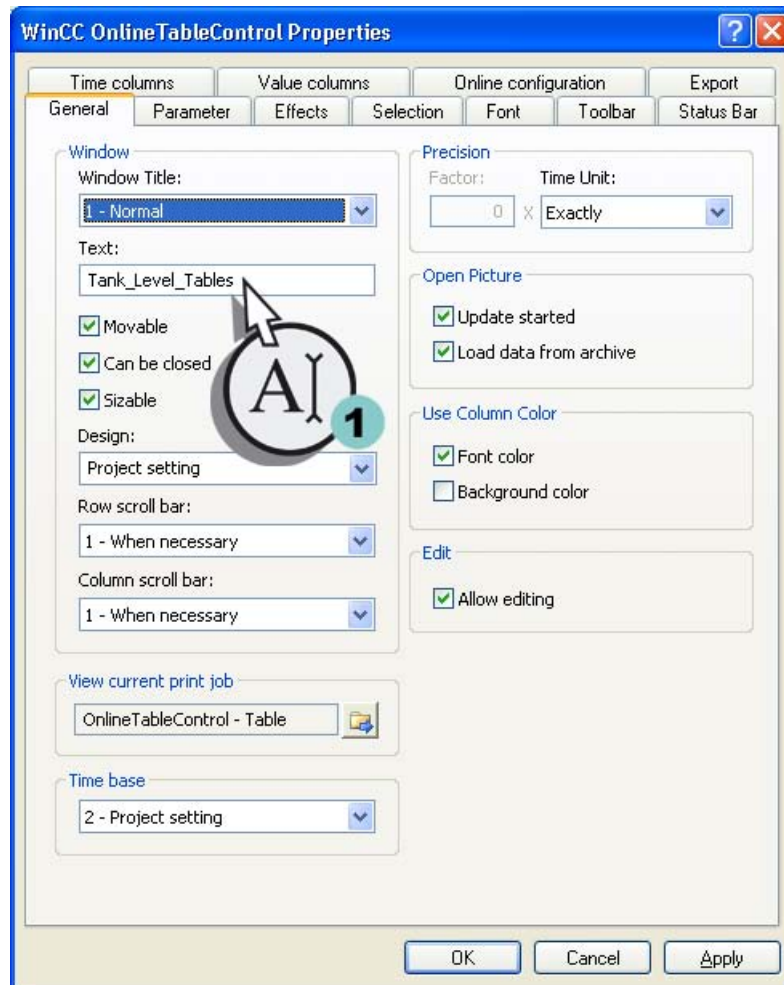 WinCC OnlineTableControl Properties
Time columns Value columns Online configuration Export
General Parameter Effects Selection Font Toolbar Status Bar
Window
Window Title:
1 - Normal
Text:
Tank_Level_Tables
Movable
Can be closed
Sizable
A
1
Design:
Project setting
Row scroll bar:
1 - When necessary
Column scroll bar:
1 - When necessary
View current print job
OnlineTableControl - Table
Time base
2 - Project setting
Precision
Factor: Time Unit:
0 X Exactly
Open Picture
Update started
Load data from archive
Use Column Color
Font color
Background color
Edit
Allow editing
OK Cancel Apply